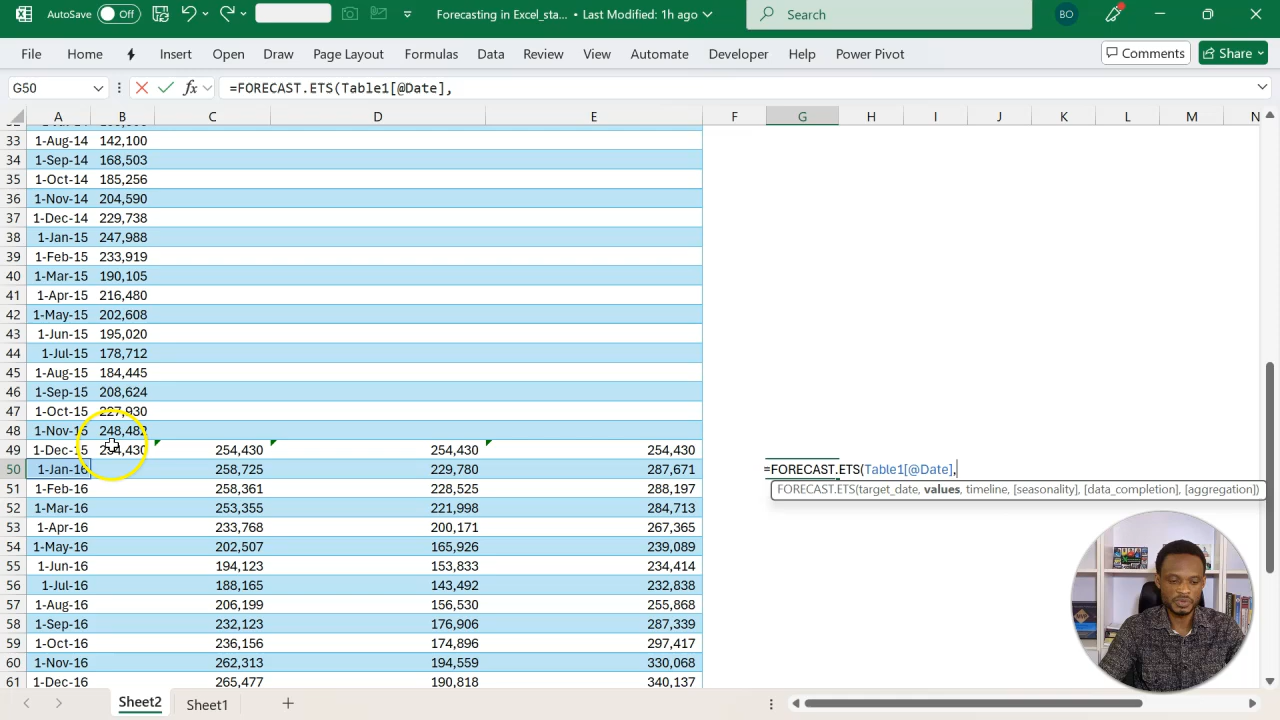 AutoSave Off Forecasting in Excel_sta... • Last Modified: 1h ago Search BO
File Home Insert Open Draw Page Layout Formulas Data Review View Automate Developer Help Power Pivot Comments Share
G50 fx =FORECAST.ETS(Table1[@Date],
A B C D E F G H I J K L M N
33 1-Aug-14 142,100
34 1-Sep-14 168,503
35 1-Oct-14 185,256
36 1-Nov-14 204,590
37 1-Dec-14 229,738
38 1-Jan-15 247,988
39 1-Feb-15 233,919
40 1-Mar-15 190,105
41 1-Apr-15 216,480
42 1-May-15 202,608
43 1-Jun-15 195,020
44 1-Jul-15 178,712
45 1-Aug-15 184,445
46 1-Sep-15 208,624
47 1-Oct-15 227,930
48 1-Nov-15 248,482
49 1-Dec-15 254,430 254,430 254,430 254,430
50 1-Jan-16 258,725 229,780 287,671 =FORECAST.ETS(Table1[@Date],
51 1-Feb-16 258,361 228,525 288,197 FORECAST.ETS(target_date, values, timeline, [seasonality], [data_completion], [aggregation])
52 1-Mar-16 253,355 221,998 284,713
53 1-Apr-16 233,768 200,171 267,365
54 1-May-16 202,507 165,926 239,089
55 1-Jun-16 194,123 153,833 234,414
56 1-Jul-16 188,165 143,492 232,838
57 1-Aug-16 206,199 156,530 255,868
58 1-Sep-16 232,123 176,906 287,339
59 1-Oct-16 236,156 174,896 297,417
60 1-Nov-16 262,313 194,559 330,068
61 1-Dec-16 265,477 190,818 340,137
Sheet2 Sheet1